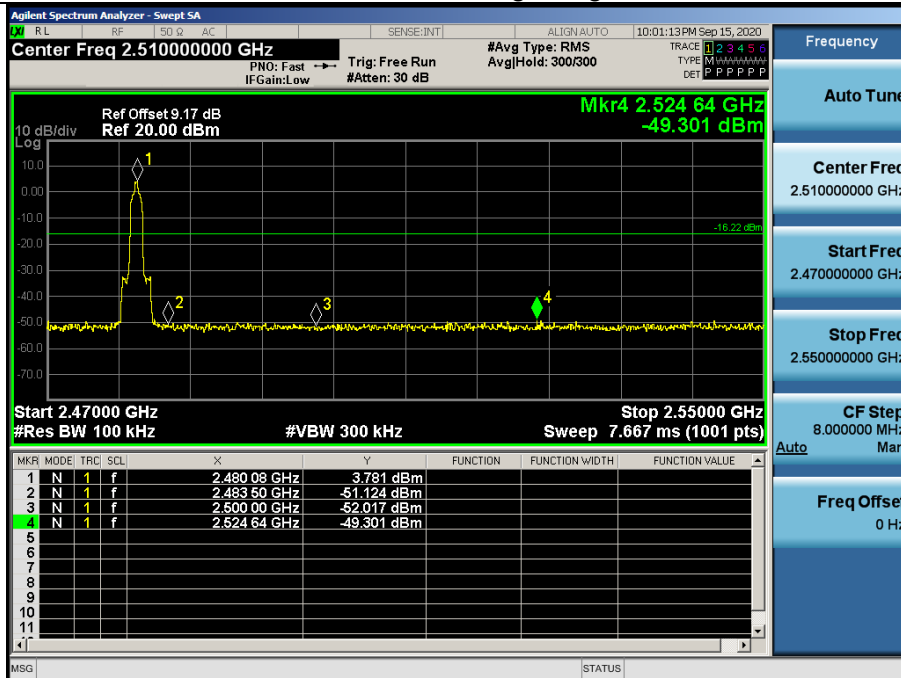 Agilent Spectrum Analyzer - Swept SA
LXI RL RF 50 Ω AC SENSE:INT ALIGN AUTO 10:01:13 PM Sep 15, 2020
Center Freq 2.510000000 GHz #Avg Type: RMS TRACE 1 2 3 4 5 6
PNO: Fast Trig: Free Run Avg|Hold: 300/300 TYPE M
IFGain:Low #Atten: 30 dB DET P P P P P P
Mkr4 2.524 64 GHz
Ref Offset 9.17 dB
-49.301 dBm
10 dB/div Ref 20.00 dBm
Log
10.0
0.00
-10.0
-16.22 dBm
-20.0
-30.0
-40.0
-50.0
-60.0
-70.0
1
2
3
4
Start 2.47000 GHz Stop 2.55000 GHz
#Res BW 100 kHz #VBW 300 kHz Sweep 7.667 ms (1001 pts)
MKR MODE TRC SCL X Y FUNCTION FUNCTION WIDTH FUNCTION VALUE
1 N 1 f 2.480 08 GHz 3.781 dBm
2 N 1 f 2.483 50 GHz -51.124 dBm
3 N 1 f 2.500 00 GHz -52.017 dBm
4 N 1 f 2.524 64 GHz -49.301 dBm
5
6
7
8
9
10
11
MSG STATUS
Frequency
Auto Tune
Center Freq
2.510000000 GHz
Start Freq
2.470000000 GHz
Stop Freq
2.550000000 GHz
CF Step
8.000000 MHz
Auto Man
Freq Offset
0 Hz